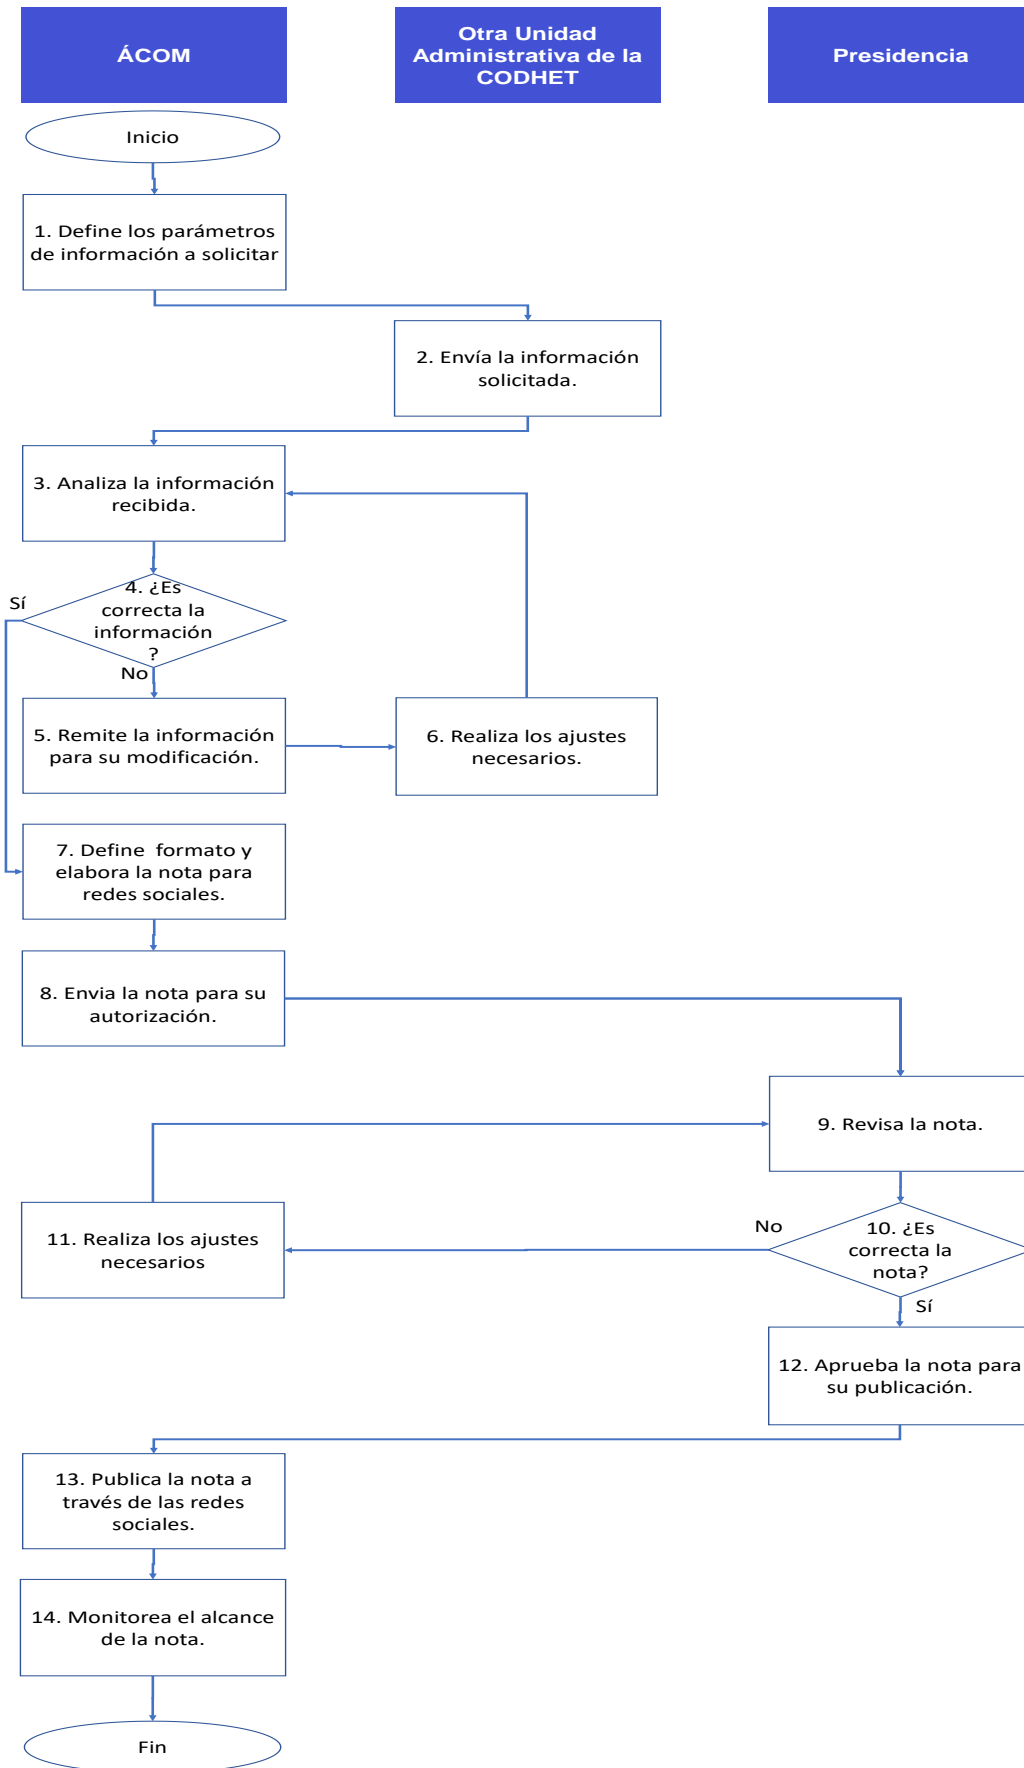 ÁCOM
Otra Unidad
Administrativa de la
CODHET
Presidencia
Inicio
1. Define los parámetros
de información a solicitar
2. Envía la información
solicitada.
3. Analiza la información
recibida.
4. ¿Es
correcta la
información
?
Sí
No
5. Remite la información
para su modificación.
6. Realiza los ajustes
necesarios.
7. Define  formato y
elabora la nota para
redes sociales.
8. Envia la nota para su
autorización.
9. Revisa la nota.
10. ¿Es
correcta la
nota?
No
Sí
11. Realiza los ajustes
necesarios
12. Aprueba la nota para
su publicación.
13. Publica la nota a
través de las redes
sociales.
14. Monitorea el alcance
de la nota.
Fin